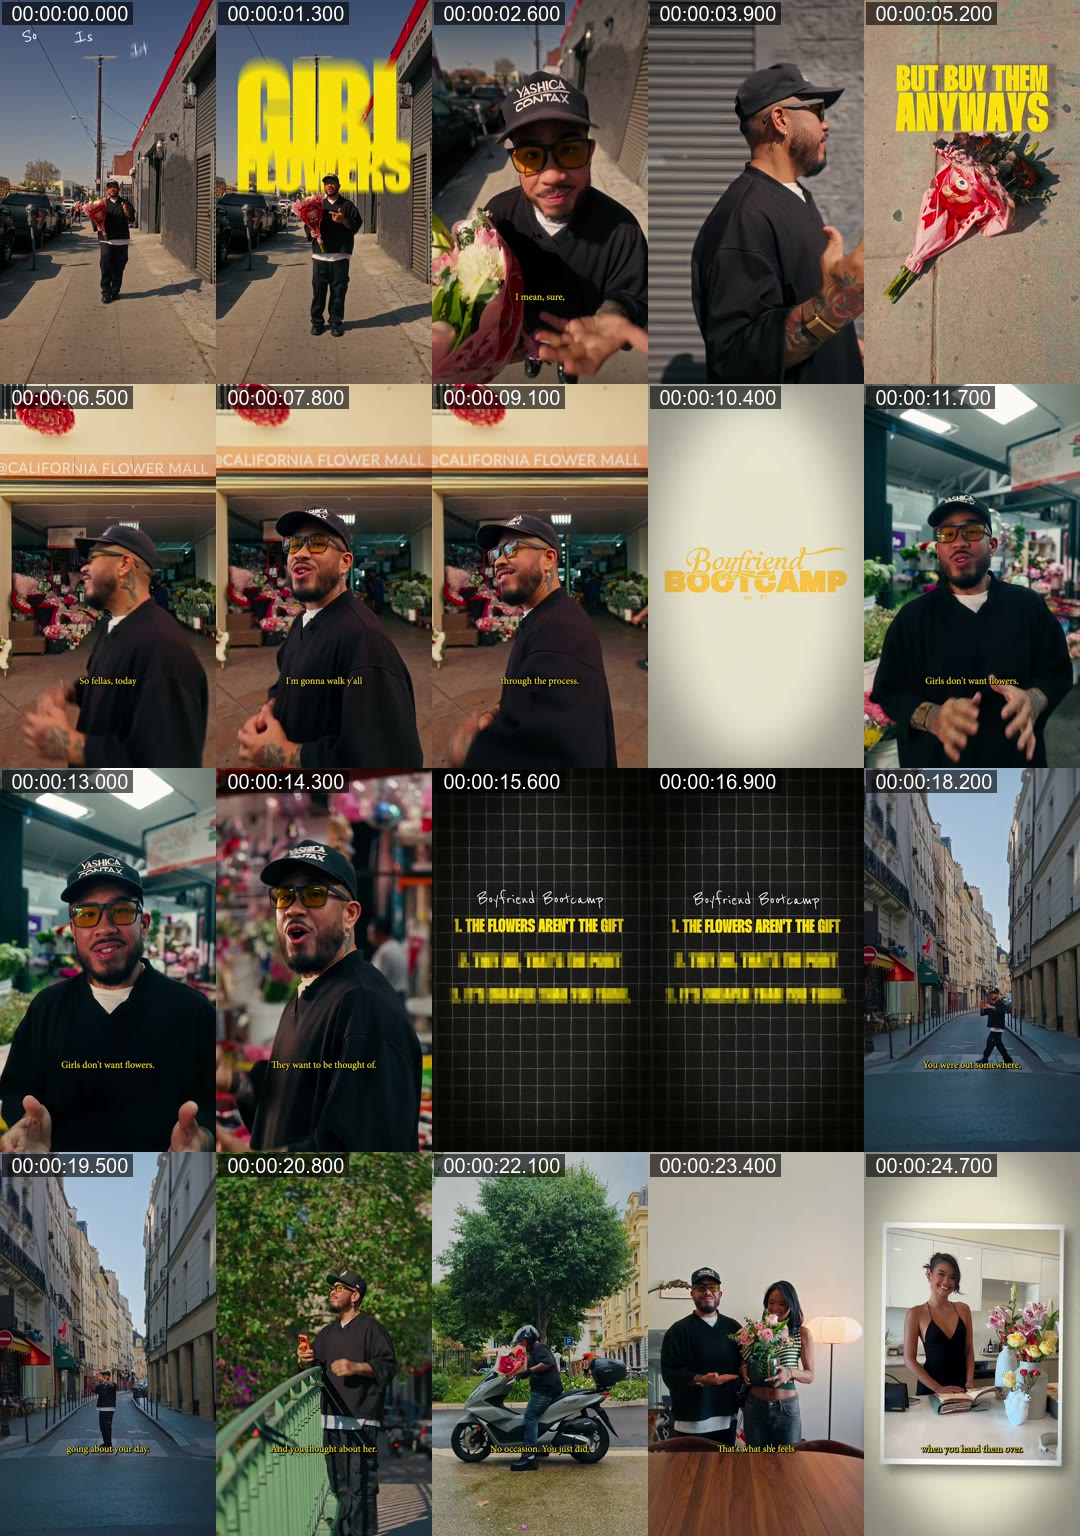 00:00:00.000
So Is it
00:00:01.300
GIRL
FLOWERS
00:00:02.600
YASHICA
CONTAX
I mean, sure,
00:00:03.900
00:00:05.200
BUT BUY THEM
ANYWAYS
00:00:06.500
@CALIFORNIA FLOWER MALL
So fellas, today
00:00:07.800
@CALIFORNIA FLOWER MALL
I'm gonna walk y'all
00:00:09.100
@CALIFORNIA FLOWER MALL
through the process.
00:00:10.400
Boyfriend
BOOTCAMP
00:00:11.700
YASHICA
Girls don't want flowers.
00:00:13.000
YASHICA
CONTAX
Girls don't want flowers.
00:00:14.300
YASHICA
CONTAX
They want to be thought of.
00:00:15.600
Boyfriend Bootcamp
1. THE FLOWERS AREN'T THE GIFT
00:00:16.900
Boyfriend Bootcamp
1. THE FLOWERS AREN'T THE GIFT
00:00:18.200
You were out somewhere,
00:00:19.500
going about your day,
00:00:20.800
And you thought about her.
00:00:22.100
No occasion. You just did,
00:00:23.400
That's what she feels
00:00:24.700
when you hand them over.